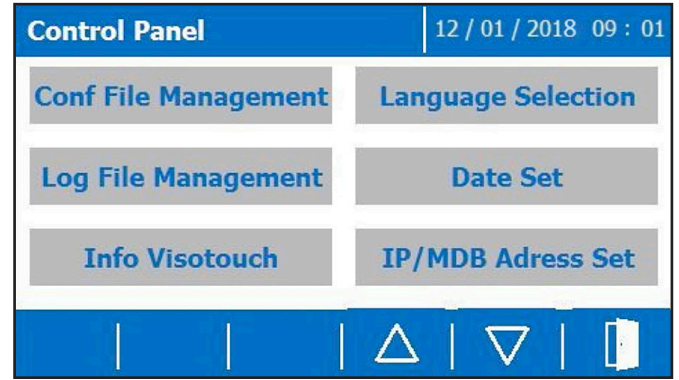 Control Panel 12 / 01 / 2018 09 : 01
Conf File Management Language Selection
Log File Management Date Set
Info Visotouch IP/MDB Adress Set